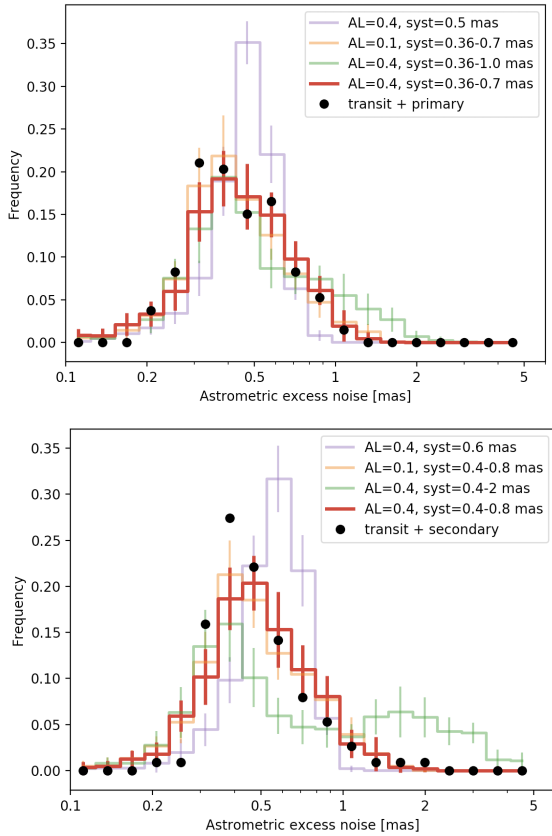 AL=0.4, syst=0.5 mas
AL=0.1, syst=0.36-0.7 mas
AL=0.4, syst=0.36-1.0 mas
AL=0.4, syst=0.36-0.7 mas
transit + primary
0.35
0.30
0.25
0.20
0.15
0.10
0.05
0.00
Frequency
0.1 0.2 0.5 1.0 2.0 5.0
Astrometric excess noise [mas]
AL=0.4, syst=0.6 mas
AL=0.1, syst=0.4-0.8 mas
AL=0.4, syst=0.4-2 mas
AL=0.4, syst=0.4-0.8 mas
transit + secondary
0.35
0.30
0.25
0.20
0.15
0.10
0.05
0.00
Frequency
0.1 0.2 0.5 1 2 5
Astrometric excess noise [mas]